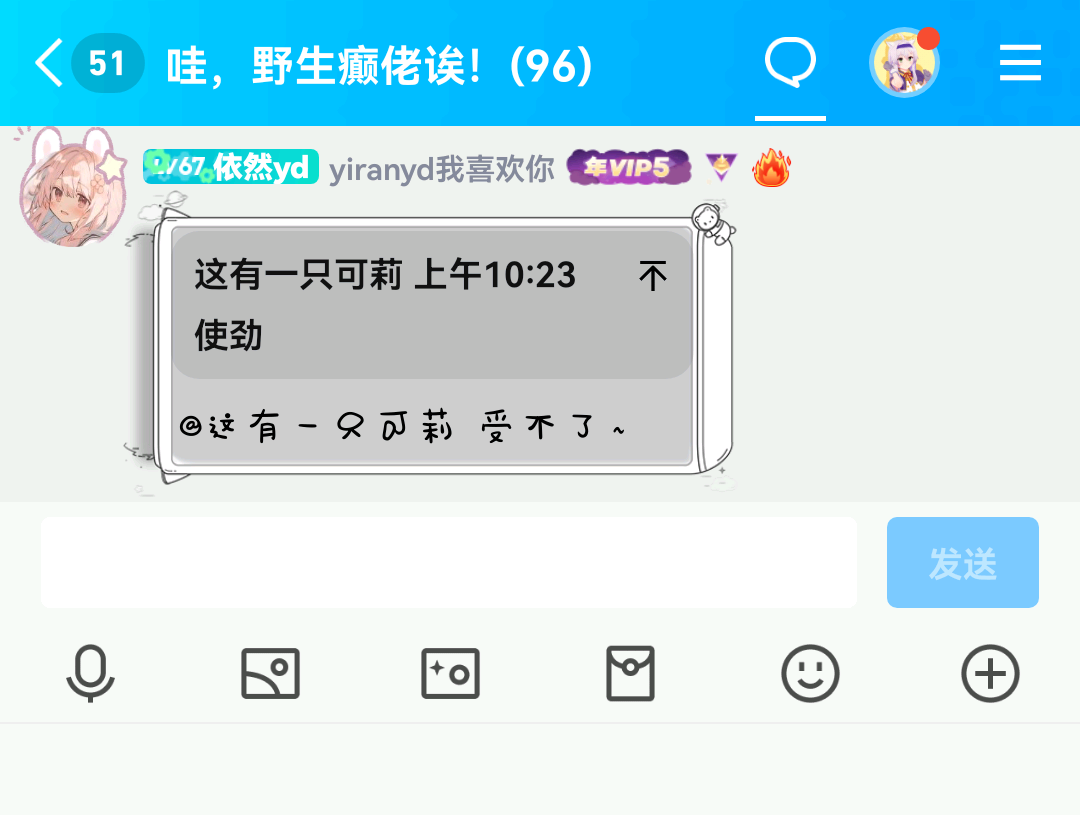 51 哇，野生癫佬诶！(96)
LV67 依然yd yiranyd我喜欢你 年VIP5
这有一只可莉 上午10:23
使劲
@这有一只可莉 受不了~
发送